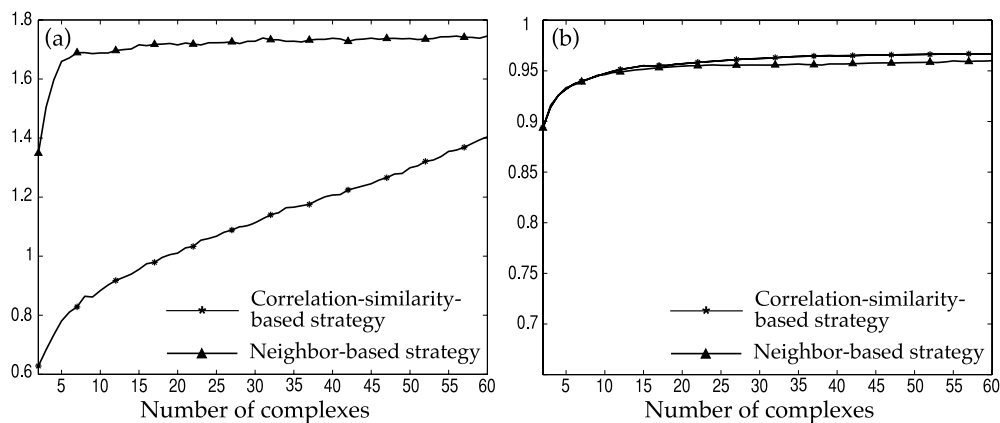 (a)
1.8
1.6
1.4
1.2
1
0.8
0.6
5 10 15 20 25 30 35 40 45 50 55 60
Number of complexes
Correlation-similarity-
based strategy
Neighbor-based strategy
(b)
1
0.95
0.9
0.85
0.8
0.75
0.7
5 10 15 20 25 30 35 40 45 50 55 60
Number of complexes
Correlation-similarity-
based strategy
Neighbor-based strategy